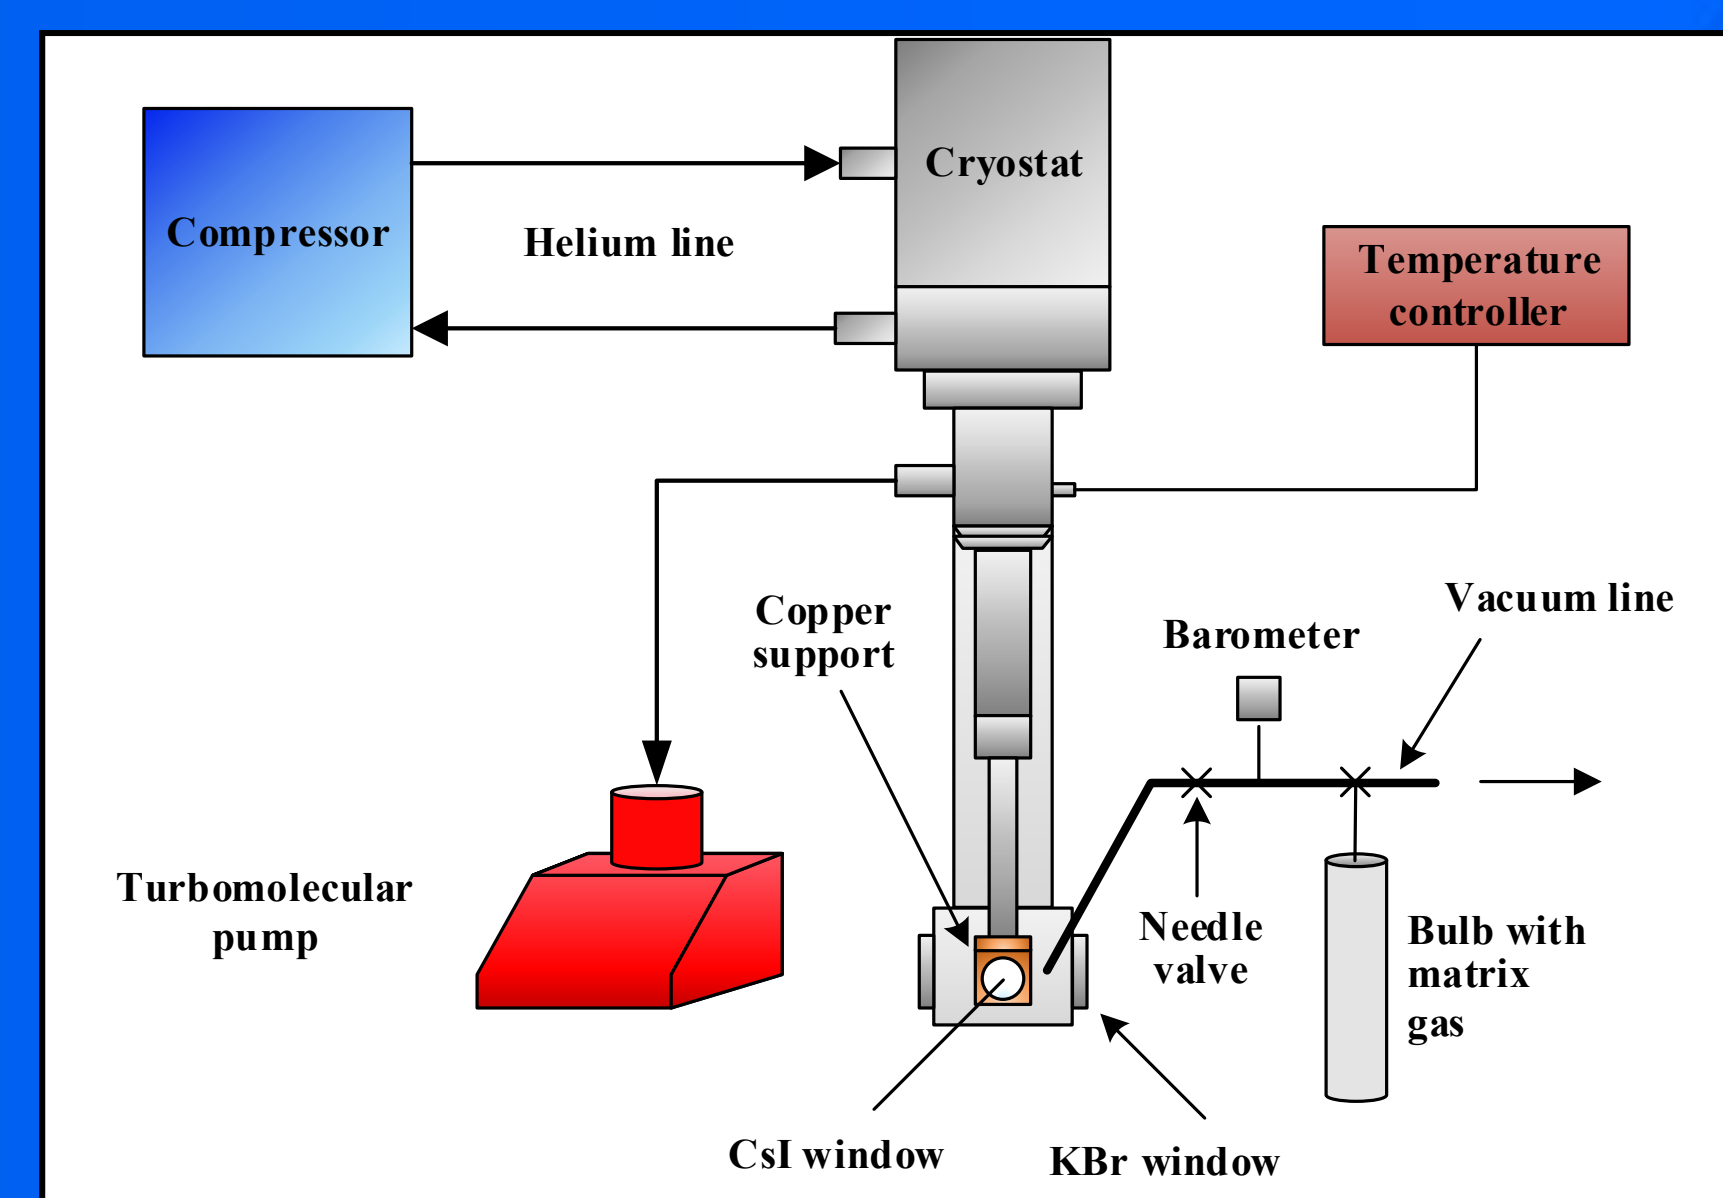 Cryostat
Compressor
Helium line
Temperature
controller
Copper
support
Vacuum line
Barometer
Turbomolecular
pump
Needle
valve
Bulb with
matrix
gas
CsI window
KBr window